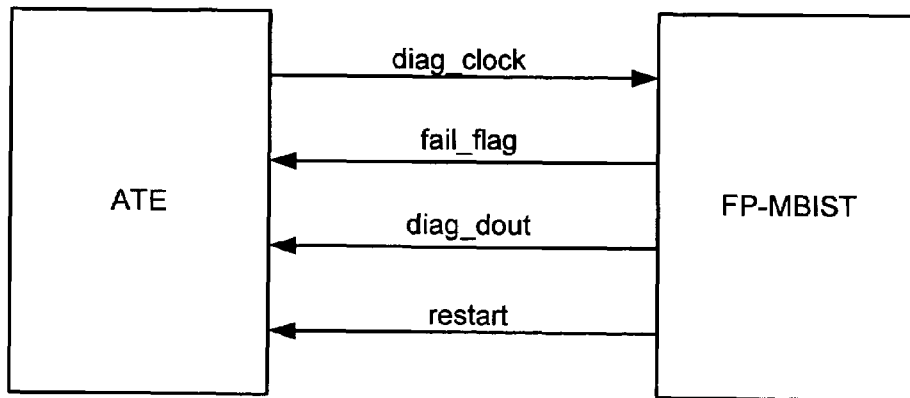 diag_clock
fail_flag
ATE
FP-MBIST
diag_dout
restart